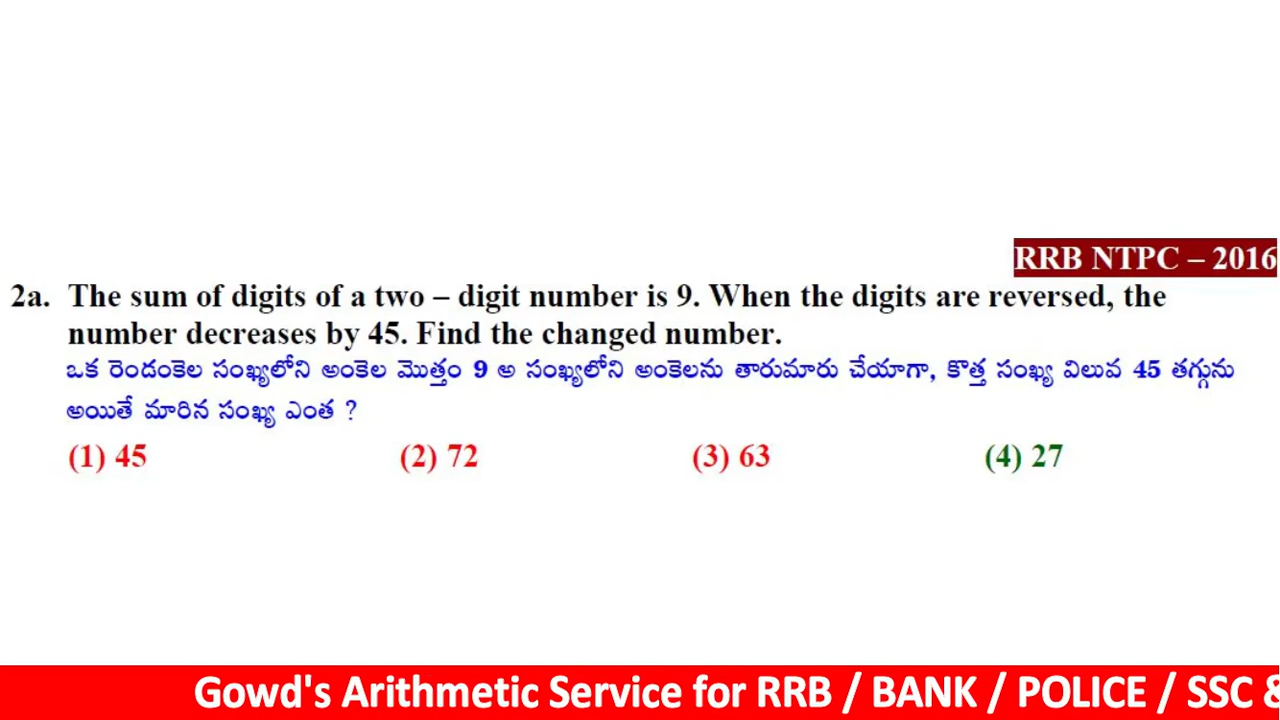 RRB NTPC – 2016
2a. The sum of digits of a two – digit number is 9. When the digits are reversed, the
number decreases by 45. Find the changed number.
ఒక రెండంకెల సంఖ్యలోని అంకెల మొత్తం 9 అ సంఖ్యలోని అంకెలను తారుమారు చేయాగా, కొత్త సంఖ్య విలువ 45 తగ్గును
అయితే మారిన సంఖ్య ఎంత ?
(1) 45 (2) 72 (3) 63 (4) 27
Gowd's Arithmetic Service for RRB / BANK / POLICE / SSC &